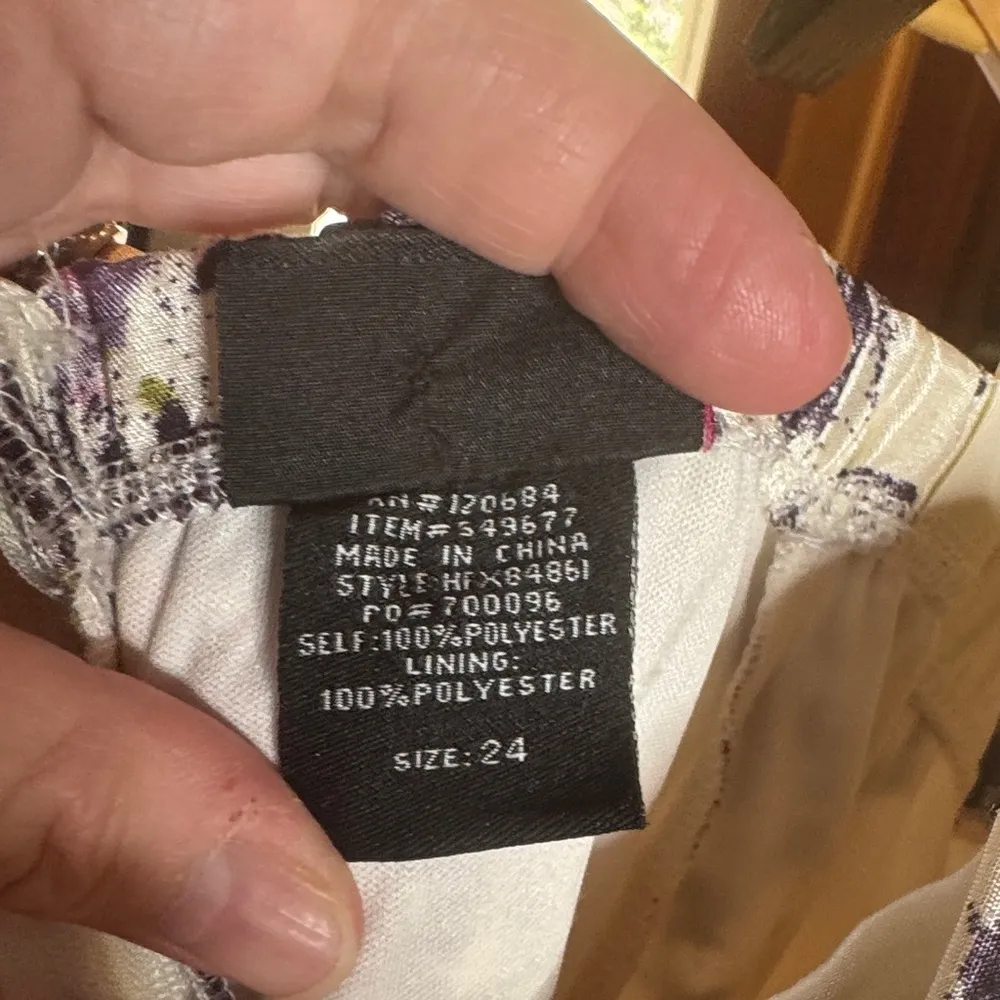 RN#120684
ITEM#549677
MADE IN CHINA
STYLE:HFX84861
PO#700096
SELF:100%POLYESTER
LINING:
100%POLYESTER
SIZE:24